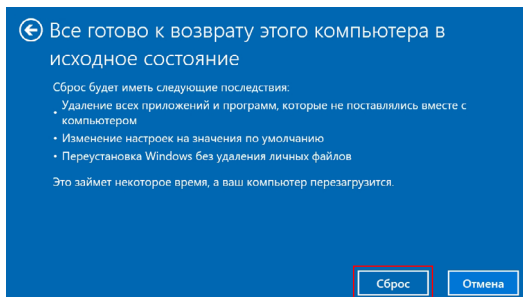 Все готово к возврату этого компьютера в
исходное состояние
Сброс будет иметь следующие последствия:
• Удаление всех приложений и программ, которые не поставлялись вместе с
компьютером
• Изменение настроек на значения по умолчанию
• Переустановка Windows без удаления личных файлов
Это займет некоторое время, а ваш компьютер перезагрузится.
Сброс Отмена